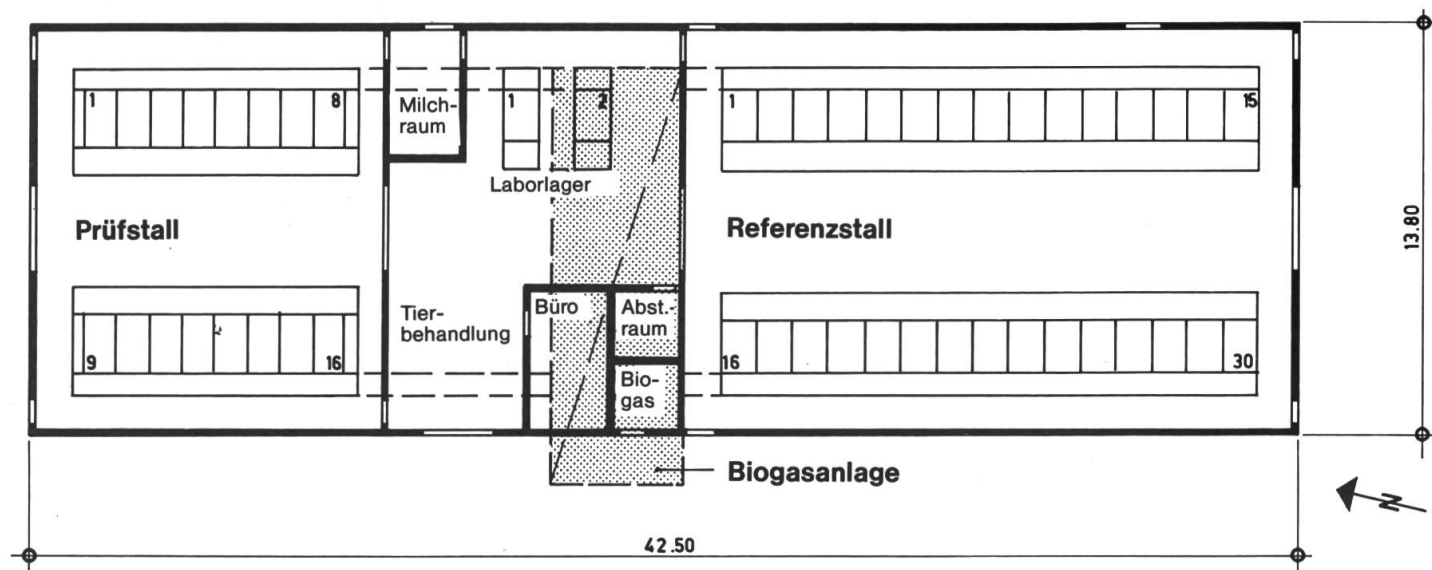 1
8
Milch-
raum
1
2
1
15
Laborlager
Prüfstall
Referenzstall
13.80
Tier-
behandlung
Büro
Abst.-
raum
9
16
Bio-
gas
16
30
Biogasanlage
N
42.50